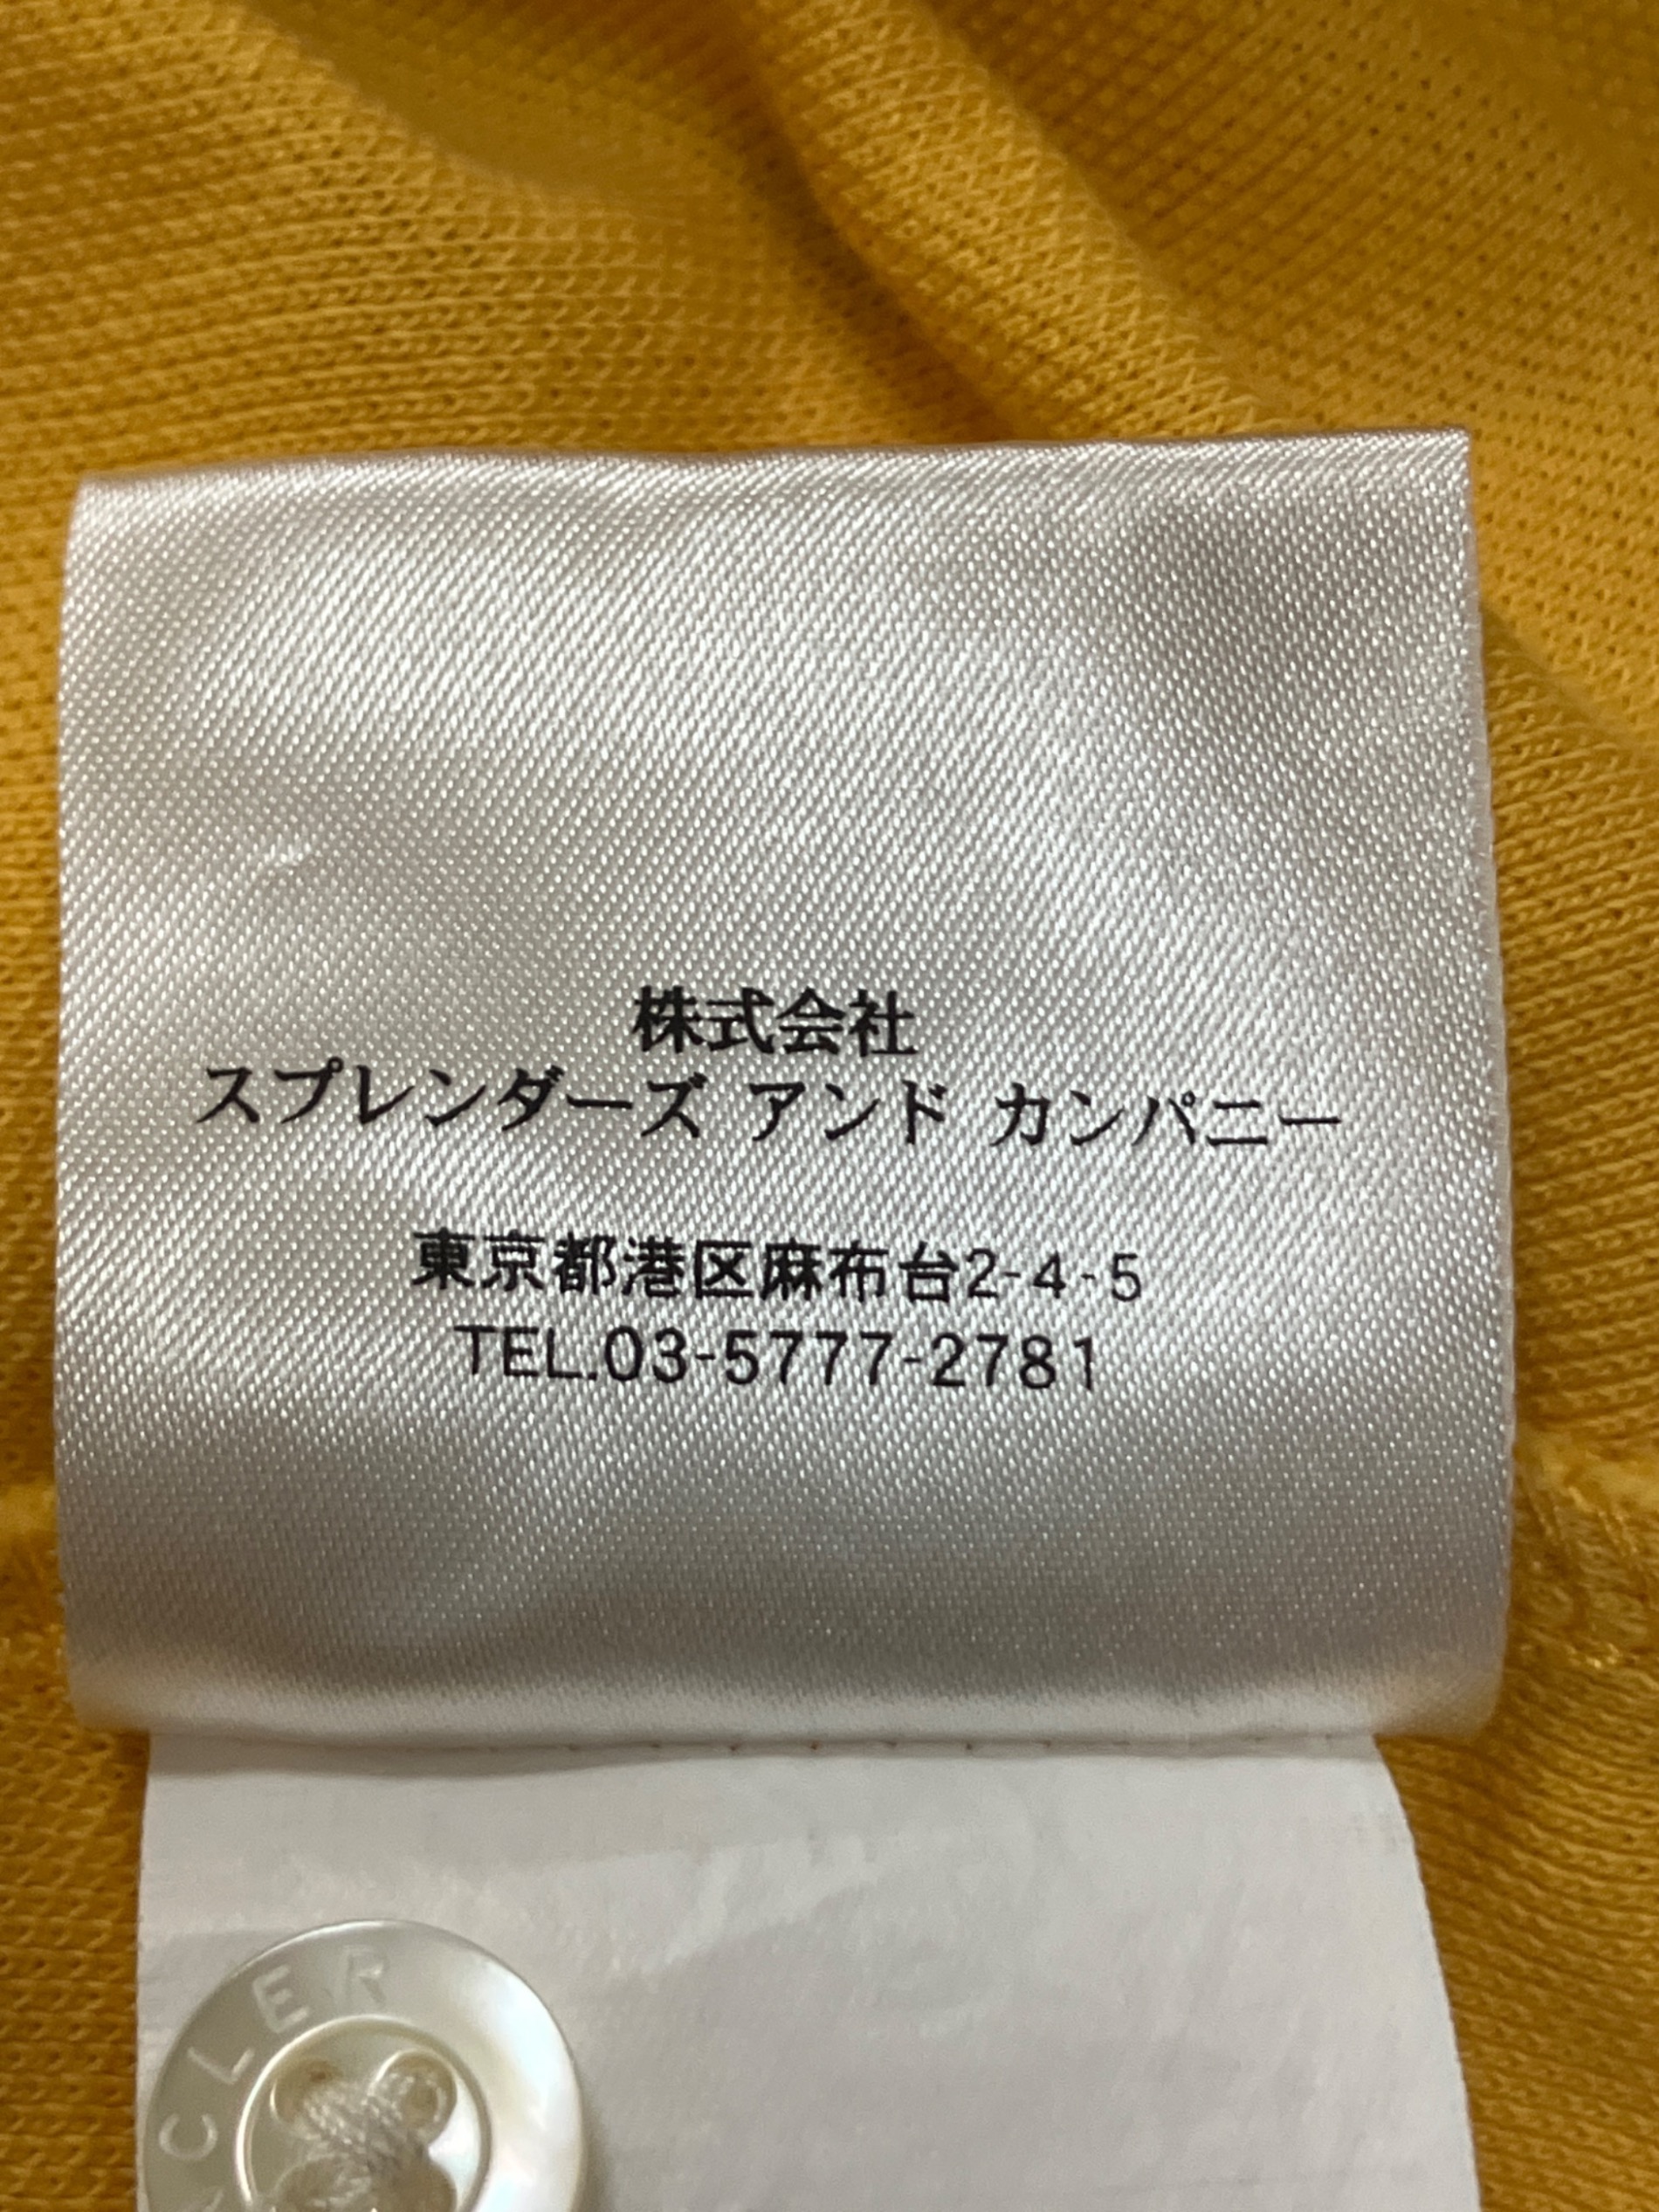 株式会社
スプレンダーズ アンド カンパニー
東京都港区麻布台2-4-5
TEL.03-5777-2781
CLER